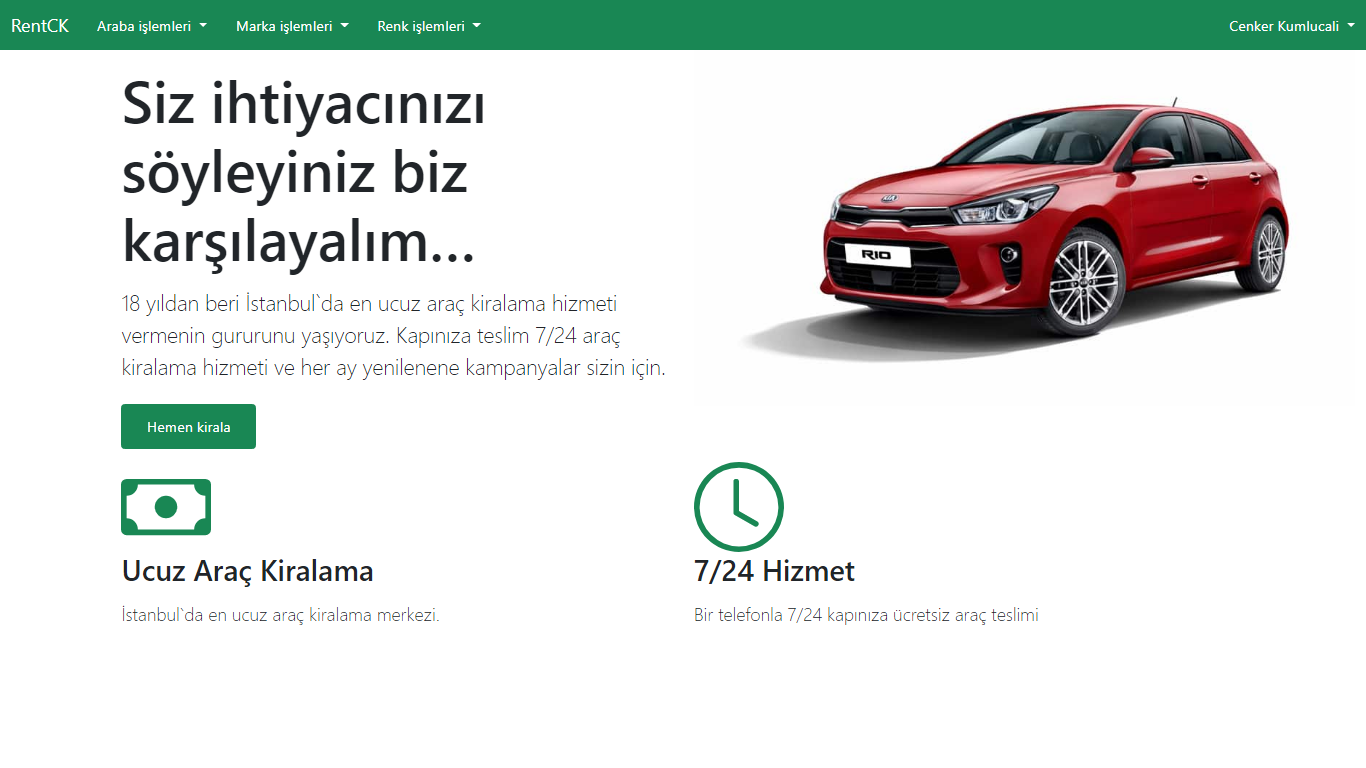 RentCK Araba işlemleri Marka işlemleri Renk işlemleri Cenker Kumlucali
Siz ihtiyacınızı
söyleyiniz biz
karşılayalım...
18 yıldan beri İstanbul`da en ucuz araç kiralama hizmeti
vermenin gururunu yaşıyoruz. Kapınıza teslim 7/24 araç
kiralama hizmeti ve her ay yenilenene kampanyalar sizin için.
Hemen kirala
KIA
RIO
Ucuz Araç Kiralama
İstanbul`da en ucuz araç kiralama merkezi.
7/24 Hizmet
Bir telefonla 7/24 kapınıza ücretsiz araç teslimi